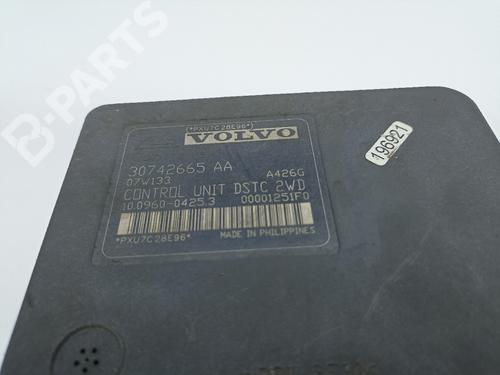 B-PARTS
(*PXU7C28E96*)
VOLVO
30742665 AA
07W133 A426G
CONTROL UNIT DSTC 2WD
10.0960-0425.3 00001251F0
*PXU7C28E96* MADE IN PHILIPPINES
196921